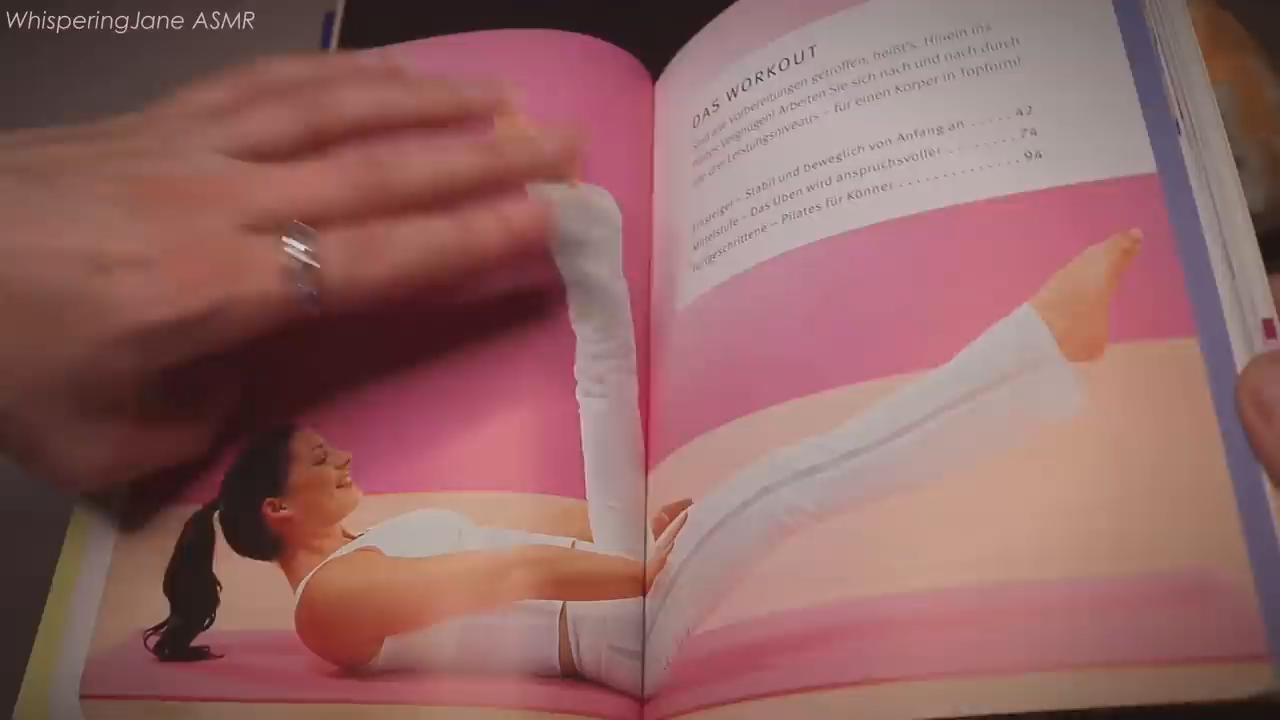 WhisperingJane ASMR
DAS WORKOUT
Sind alle Vorbereitungen getroffen, heißt's: Hinein ins
Vergnügen! Arbeiten Sie sich nach und nach durch
die drei Leistungsniveaus – für einen Körper in Topform!
Einsteiger – Stabil und beweglich von Anfang an ..... 42
Mittelstufe – Das Üben wird anspruchsvoller ........ 74
Fortgeschrittene – Pilates für Könner ............. 94